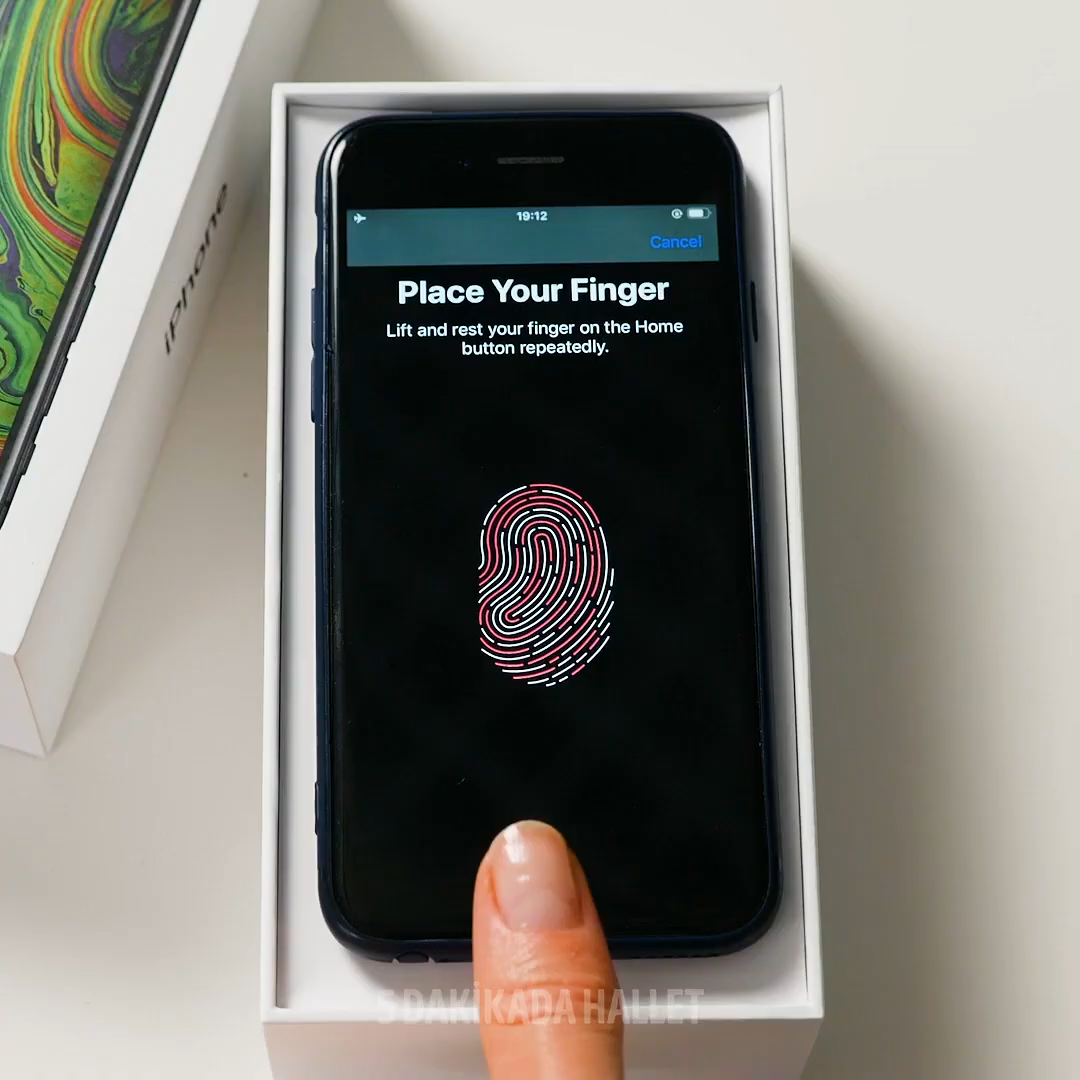 iPhone
19:12
Cancel
Place Your Finger
Lift and rest your finger on the Home
button repeatedly.
5 DAKİKADA HALLET